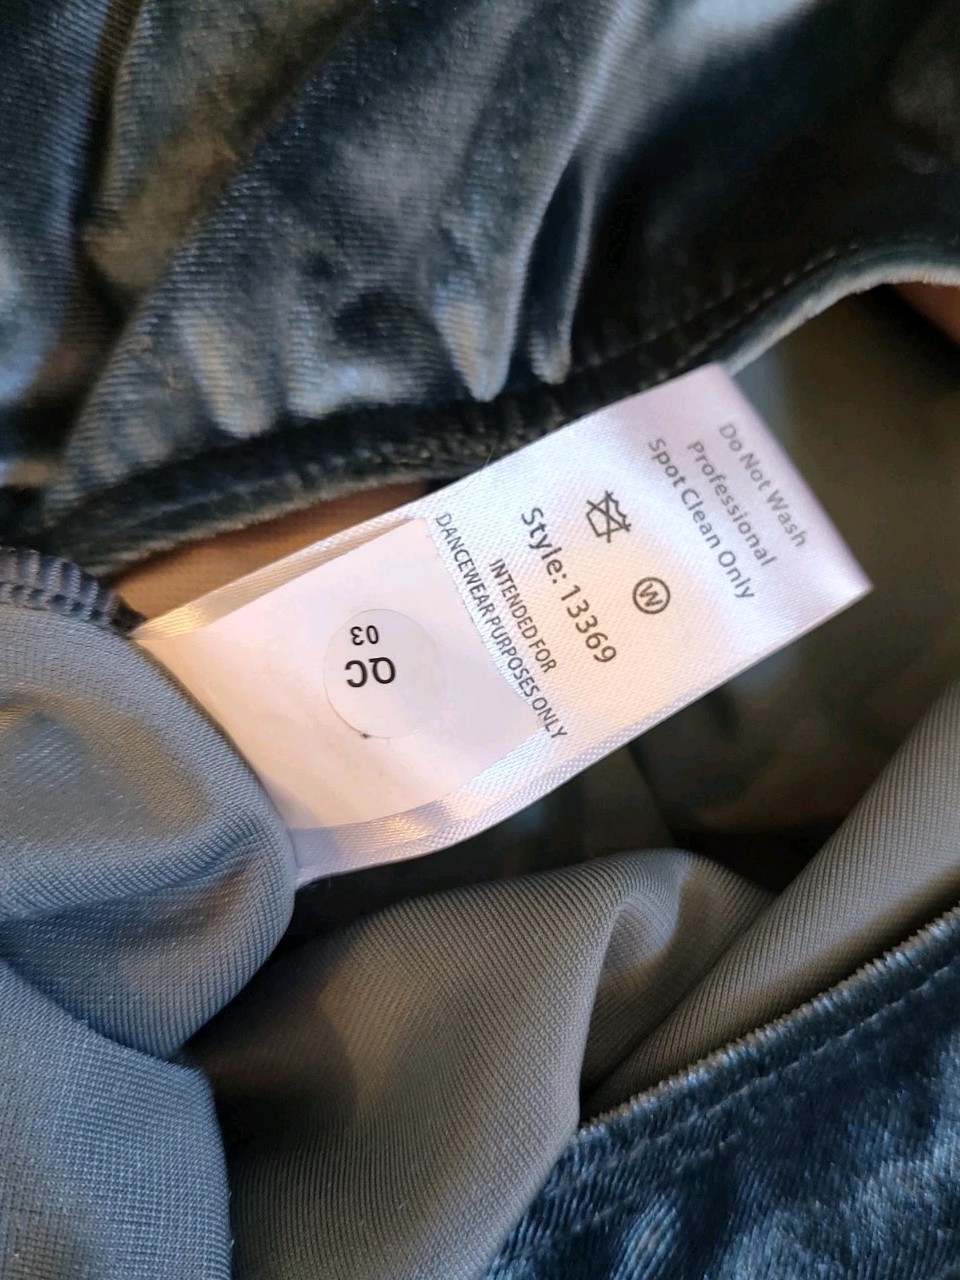 Do Not Wash
Professional
Spot Clean Only
W
Style: 13369
INTENDED FOR
DANCEWEAR PURPOSES ONLY
QC
03